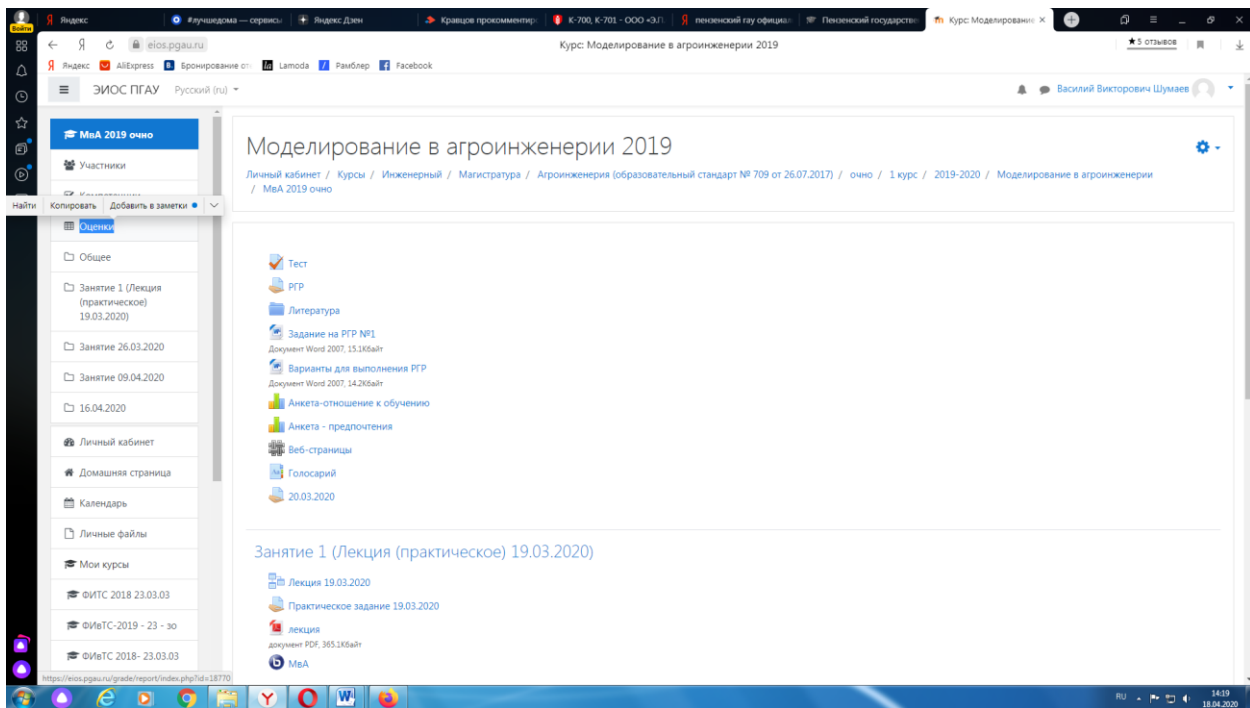 Войти
Яндекс
#лучшедома — сервисы
Яндекс Дзен
Кравцов прокомментир
К-700, К-701 - ООО «Э.П.
пензенский гау официал
Пензенский государстве
Курс: Моделирование
eios.pgau.ru
Курс: Моделирование в агроинженерии 2019
★5 отзывов
Яндекс
AliExpress
Бронирование оте
Lamoda
Рамблер
Facebook
ЭИОС ПГАУ
Русский (ru)
Василий Викторович Шумаев
МвА 2019 очно
Участники
Компетенции
Найти
Копировать
Добавить в заметки
Оценки
Общее
Занятие 1 (Лекция
(практическое)
19.03.2020)
Занятие 26.03.2020
Занятие 09.04.2020
16.04.2020
Личный кабинет
Домашняя страница
Календарь
Личные файлы
Мои курсы
ФИТС 2018 23.03.03
ФИвТС-2019 - 23 - зо
ФИвТС 2018- 23.03.03
Моделирование в агроинженерии 2019
Личный кабинет / Курсы / Инженерный / Магистратура / Агроинженерия (образовательный стандарт № 709 от 26.07.2017) / очно / 1 курс / 2019-2020 / Моделирование в агроинженерии
/ МвА 2019 очно
Тест
РГР
Литература
Задание на РГР №1
Документ Word 2007, 15.1Кбайт
Варианты для выполнения РГР
Документ Word 2007, 14.2Кбайт
Анкета-отношение к обучению
Анкета - предпочтения
Веб-страницы
Голосарий
20.03.2020
Занятие 1 (Лекция (практическое) 19.03.2020)
Лекция 19.03.2020
Практическое задание 19.03.2020
лекция
документ PDF, 365.1Кбайт
МвА
https://eios.pgau.ru/grade/report/index.php?id=18770
RU
14:19
18.04.2020